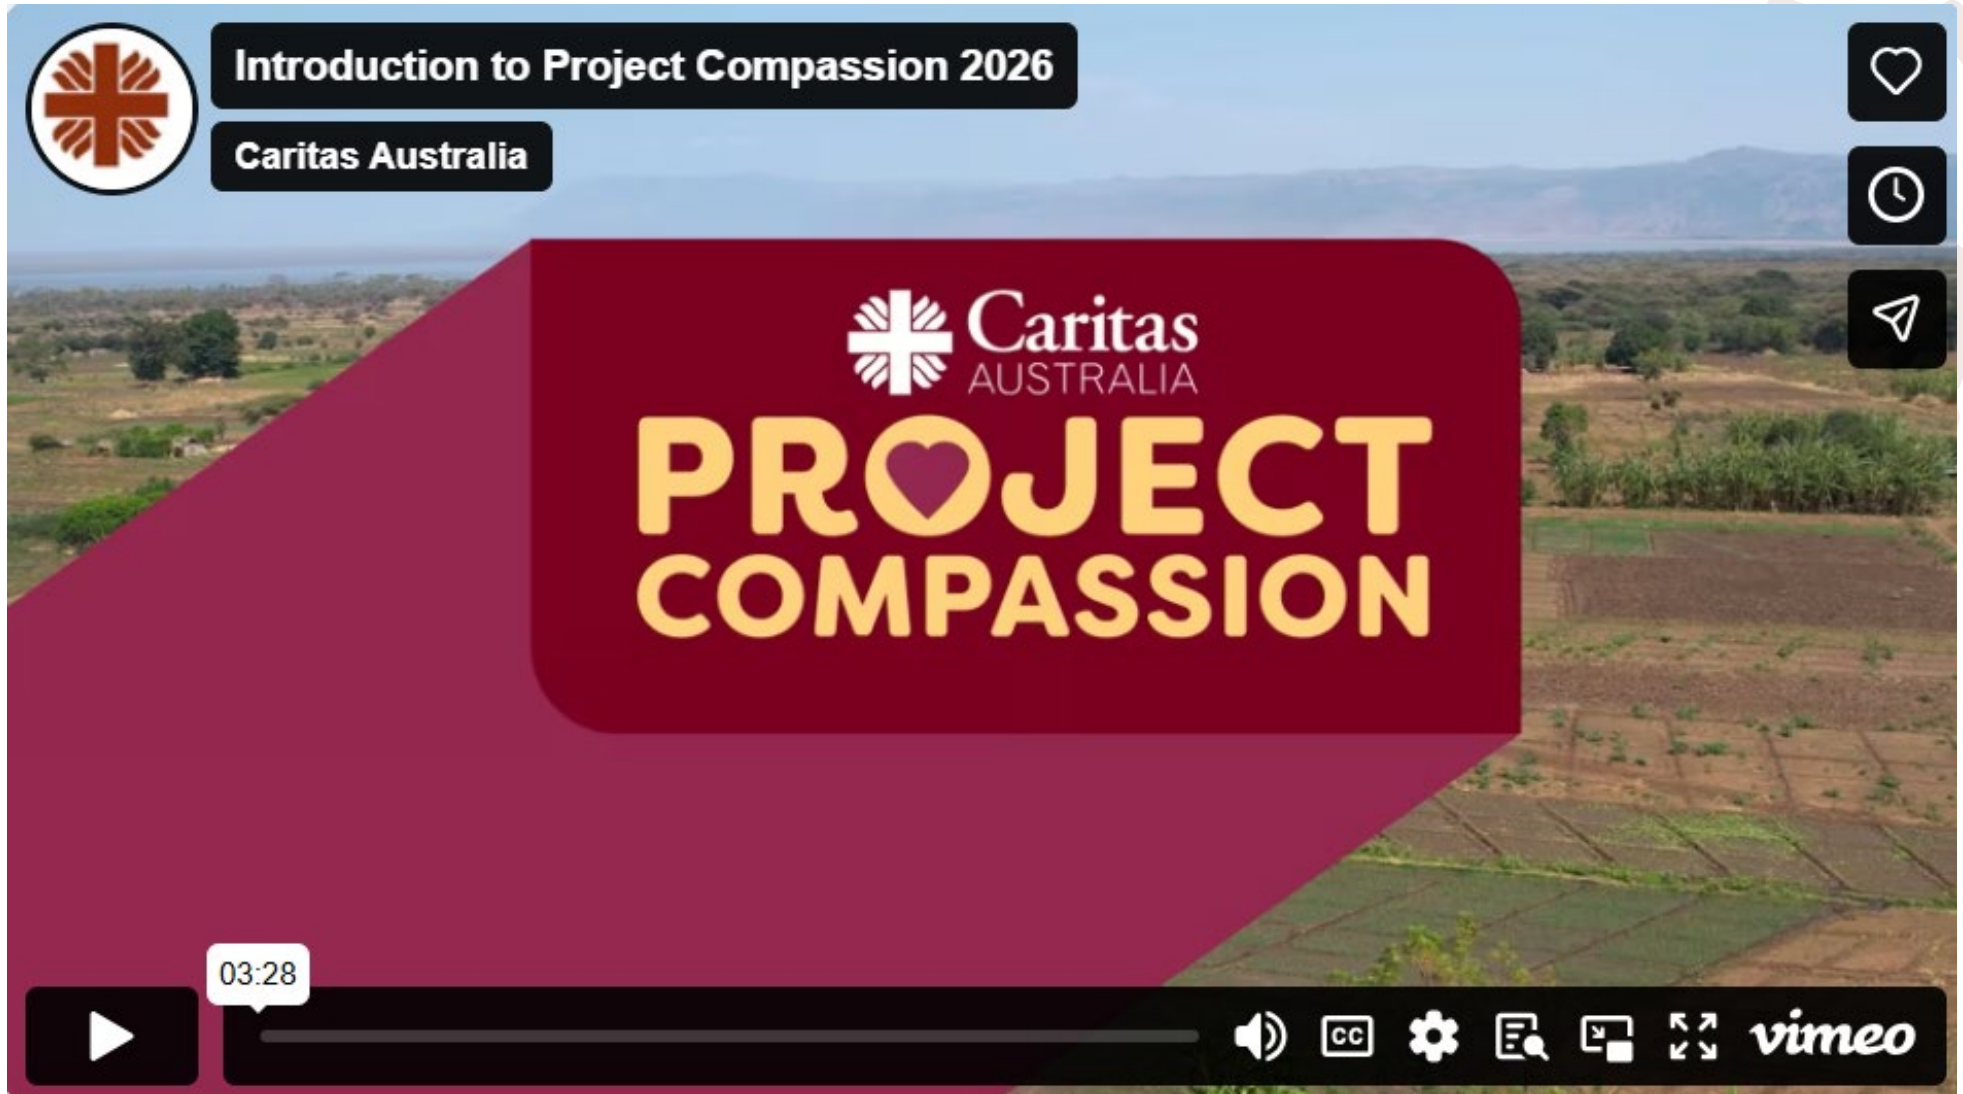 Introduction to Project Compassion 2026
Caritas Australia
Caritas
AUSTRALIA
PROJECT
COMPASSION
03:28
CC
vimeo